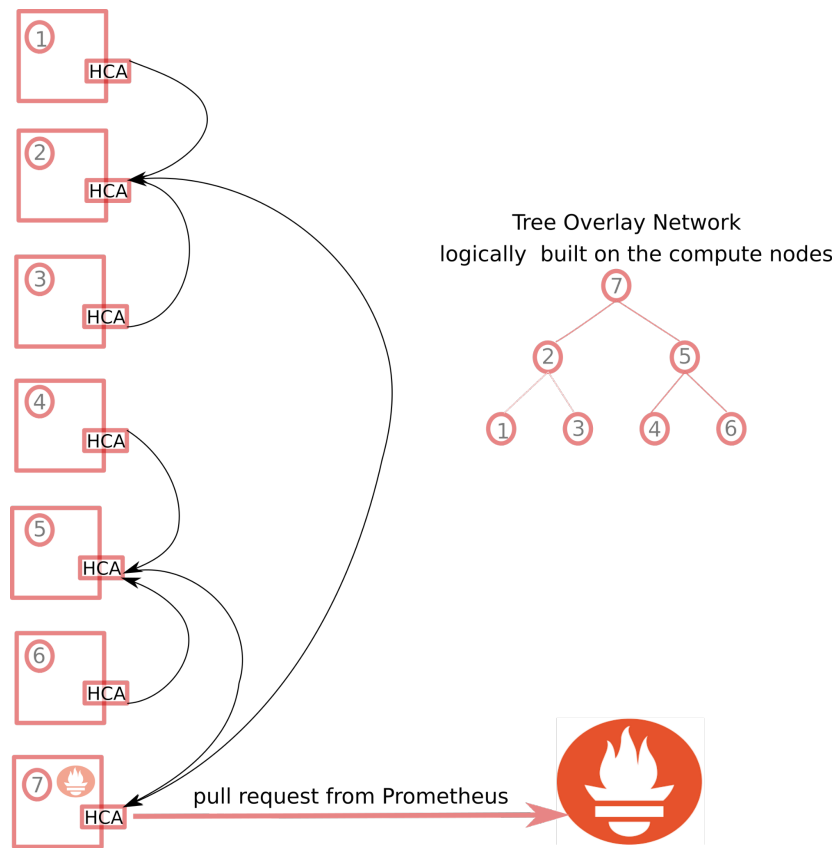 1
HCA
2
HCA
3
HCA
4
HCA
5
HCA
6
HCA
7
HCA
pull request from Prometheus
Tree Overlay Network
logically built on the compute nodes
7
2
5
1
3
4
6